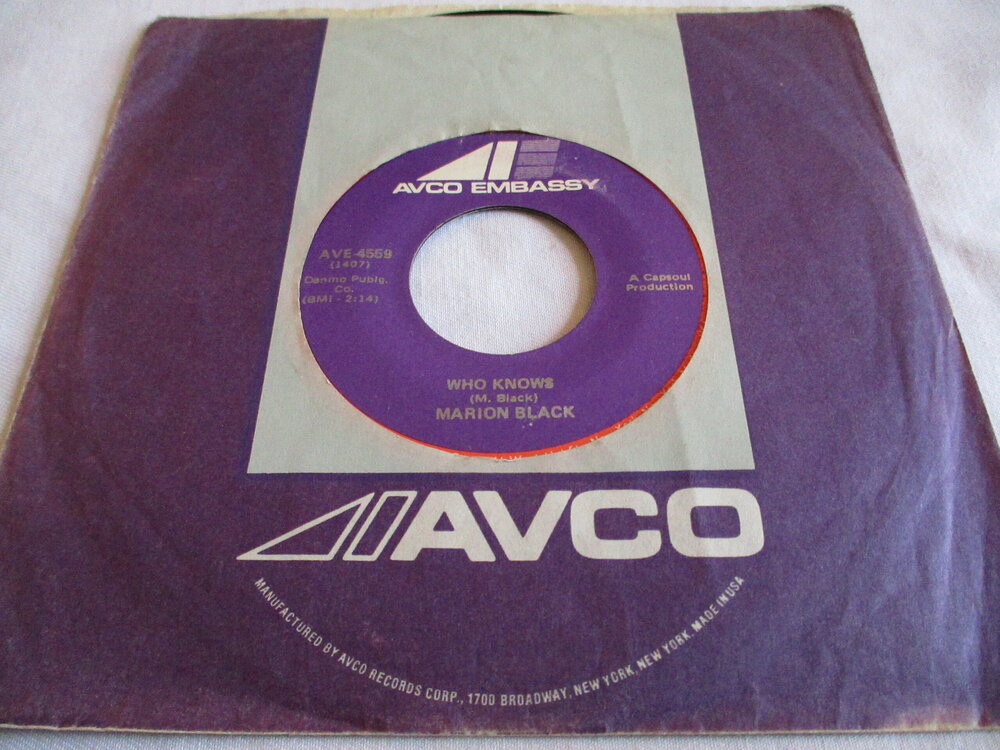 AVCO EMBASSY
AVE-4559
(1407)
Danmo Publg.
Co.
(BMI - 2:14)
A Capsoul
Production
WHO KNOWS
(M. Black)
MARION BLACK
AVCO
MANUFACTURED BY AVCO RECORDS CORP., 1700 BROADWAY, NEW YORK, NEW YORK. MADE IN USA